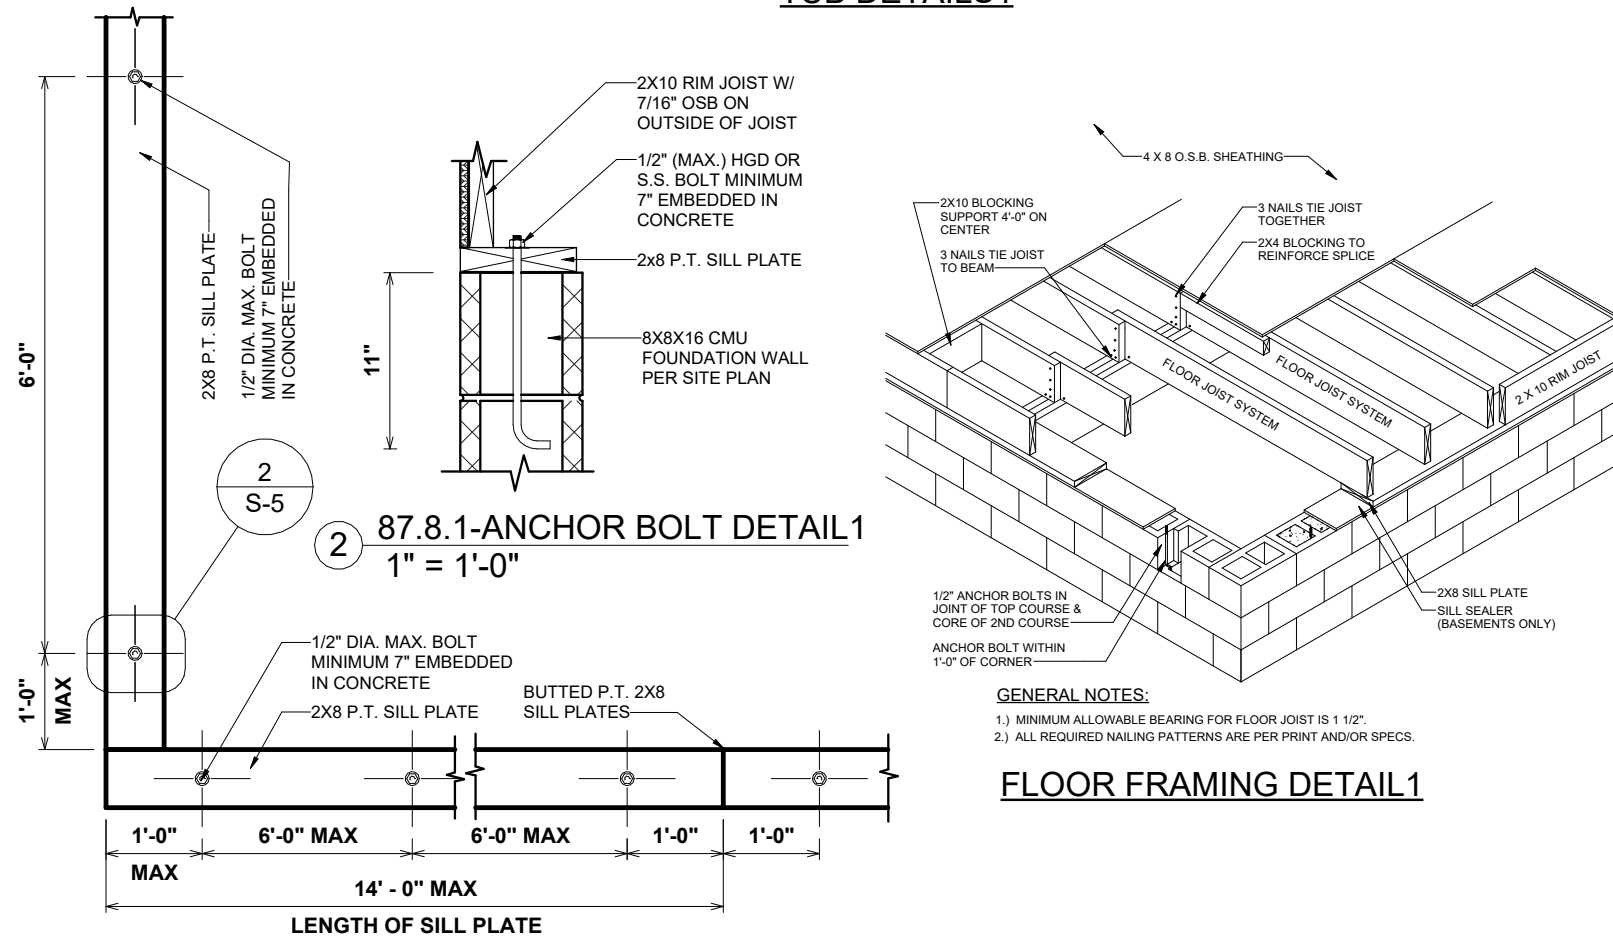 2X10 RIM JOIST W/
7/16" OSB ON
OUTSIDE OF JOIST
1/2" (MAX.) HGD OR
S.S. BOLT MINIMUM
7" EMBEDDED IN
CONCRETE
2x8 P.T. SILL PLATE
8X8X16 CMU
FOUNDATION WALL
PER SITE PLAN
11"
6'-0"
2X8 P.T. SILL PLATE
1/2" DIA. MAX. BOLT
MINIMUM 7" EMBEDDED
IN CONCRETE
2
S-5
2
87.8.1-ANCHOR BOLT DETAIL1
1" = 1'-0"
1'-0"
MAX
1/2" DIA. MAX. BOLT
MINIMUM 7" EMBEDDED
IN CONCRETE
2X8 P.T. SILL PLATE
BUTTED P.T. 2X8
SILL PLATES
1'-0"
MAX
6'-0" MAX
6'-0" MAX
1'-0"
1'-0"
14' - 0" MAX
LENGTH OF SILL PLATE
4 X 8 O.S.B. SHEATHING
2X10 BLOCKING
SUPPORT 4'-0" ON
CENTER
3 NAILS TIE JOIST
TO BEAM
3 NAILS TIE JOIST
TOGETHER
2X4 BLOCKING TO
REINFORCE SPLICE
FLOOR JOIST SYSTEM
FLOOR JOIST SYSTEM
2 X 10 RIM JOIST
1/2" ANCHOR BOLTS IN
JOINT OF TOP COURSE &
CORE OF 2ND COURSE
ANCHOR BOLT WITHIN
1'-0" OF CORNER
2X8 SILL PLATE
SILL SEALER
(BASEMENTS ONLY)
GENERAL NOTES:
1.) MINIMUM ALLOWABLE BEARING FOR FLOOR JOIST IS 1 1/2".
2.) ALL REQUIRED NAILING PATTERNS ARE PER PRINT AND/OR SPECS.
FLOOR FRAMING DETAIL1